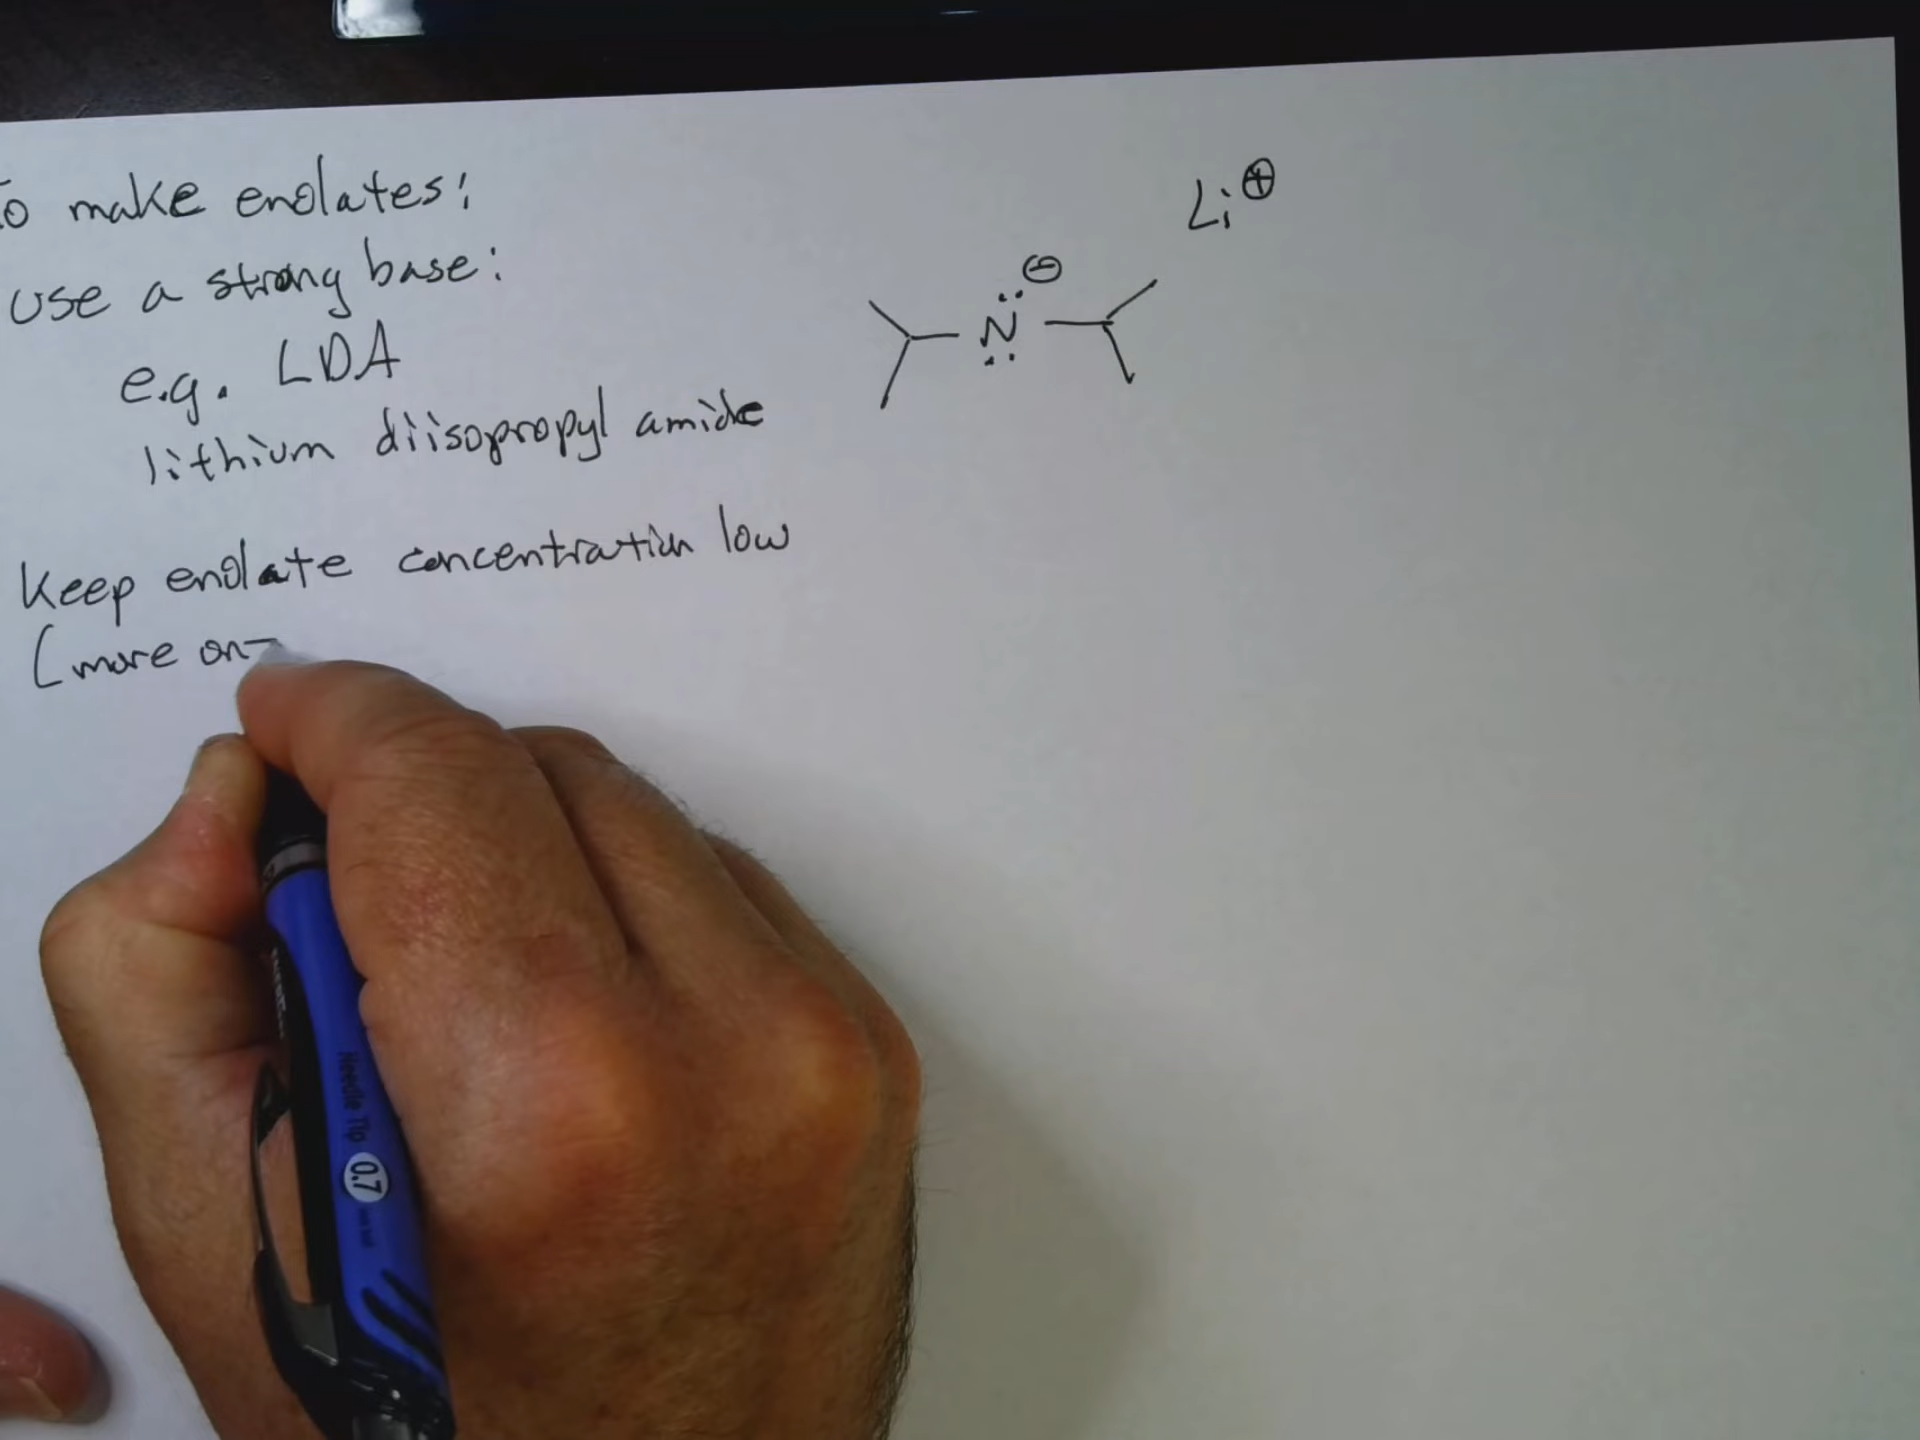 To make enolates:
use a strong base:
e.g. LDA
lithium diisopropyl amide
Keep enolate concentration low
(more on
Li⊕
⊖
N
Needle Tip 0.7